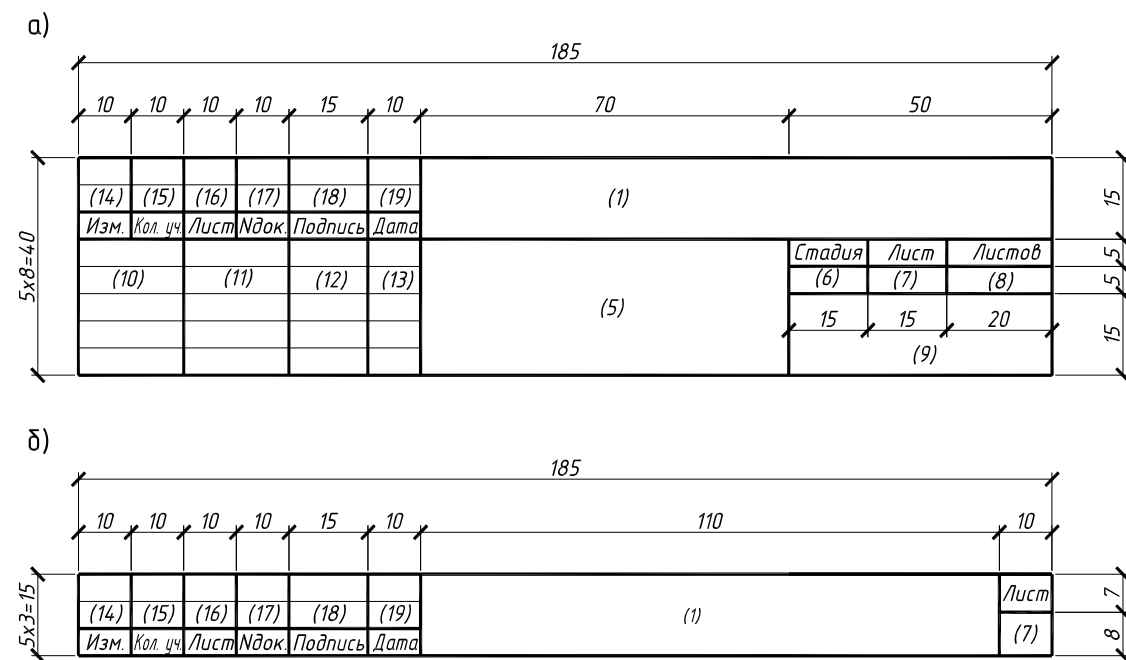 а)
185
10 10 10 10 15 10 70 50
(14) (15) (16) (17) (18) (19) (1) 15
Изм. Кол. уч. Лист Nдок. Подпись Дата
5х8=40
Стадия Лист Листов 5
(10) (11) (12) (13) (6) (7) (8) 5
(5)
15 15 20 15
(9)
б)
185
10 10 10 10 15 10 110 10
5х3=15
Лист 7
(14) (15) (16) (17) (18) (19) (1)
Изм. Кол. уч. Лист Nдок. Подпись Дата (7) 8